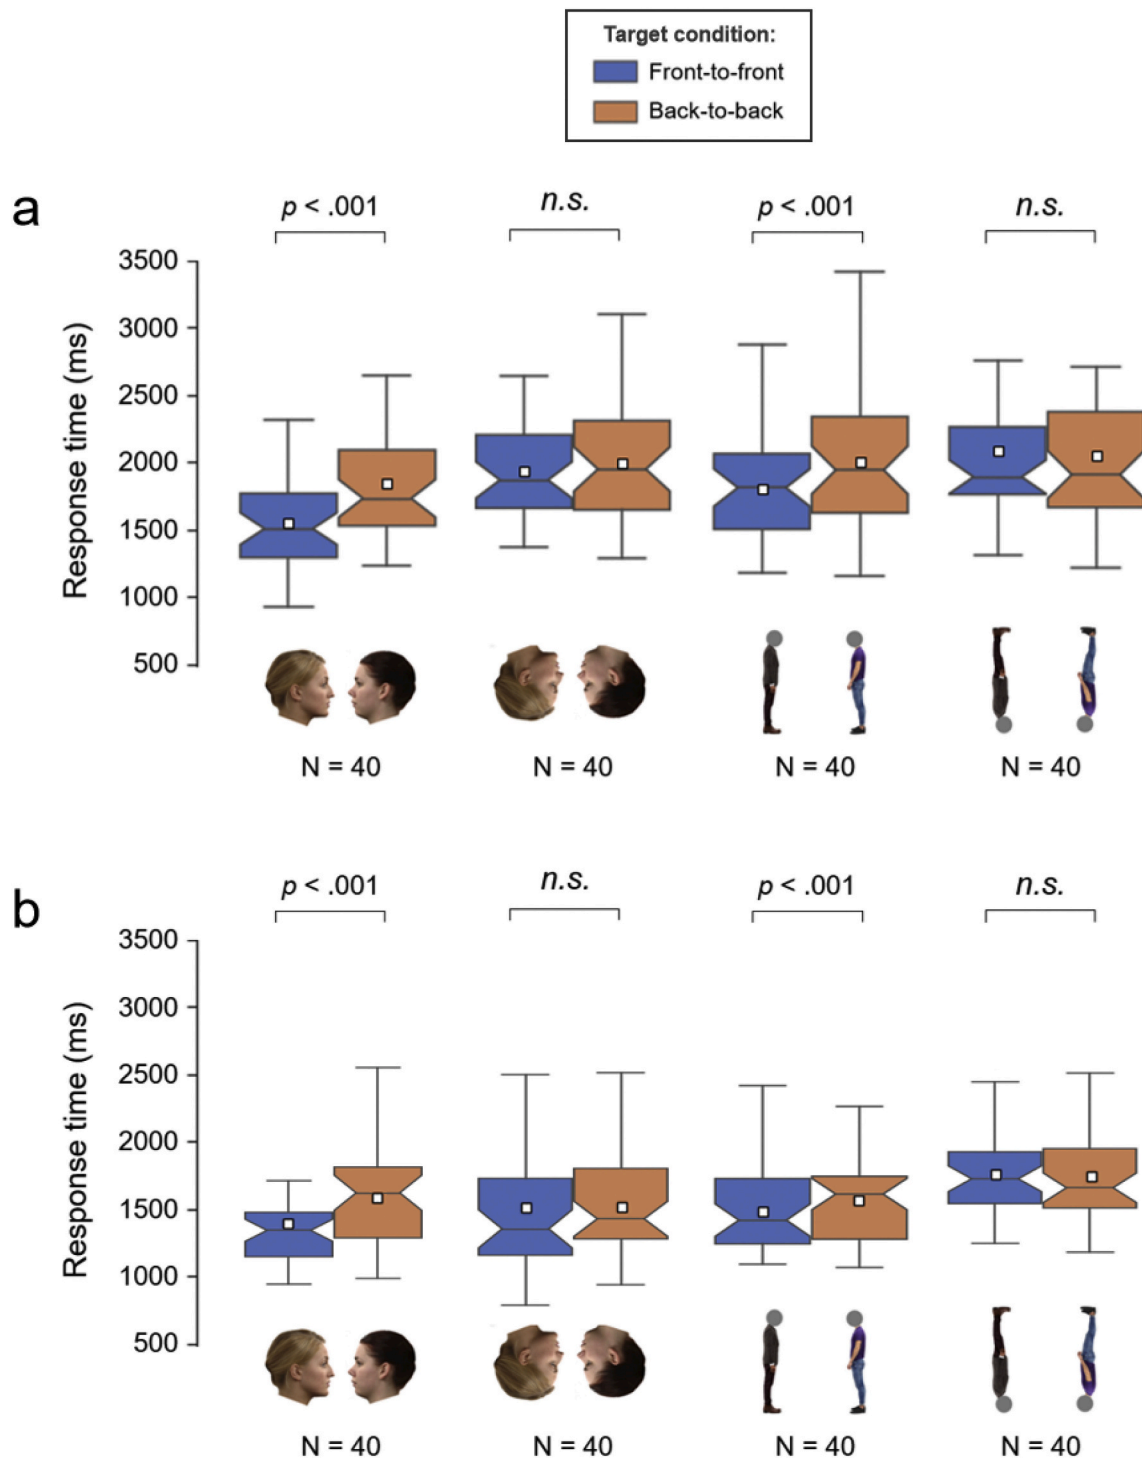 Target condition:
Front-to-front
Back-to-back
a
p < .001
n.s.
p < .001
n.s.
Response time (ms)
3500
3000
2500
2000
1500
1000
500
N = 40
N = 40
N = 40
N = 40
b
p < .001
n.s.
p < .001
n.s.
Response time (ms)
3500
3000
2500
2000
1500
1000
500
N = 40
N = 40
N = 40
N = 40